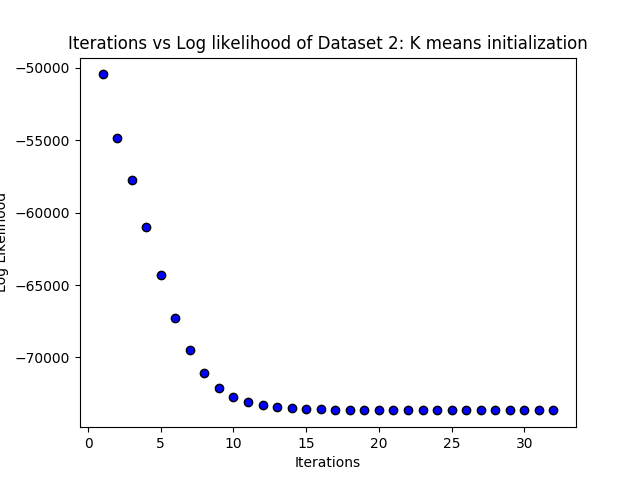 Iterations vs Log likelihood of Dataset 2: K means initialization
−50000
−55000
−60000
−65000
−70000
Log Likelihood
0 5 10 15 20 25 30
Iterations